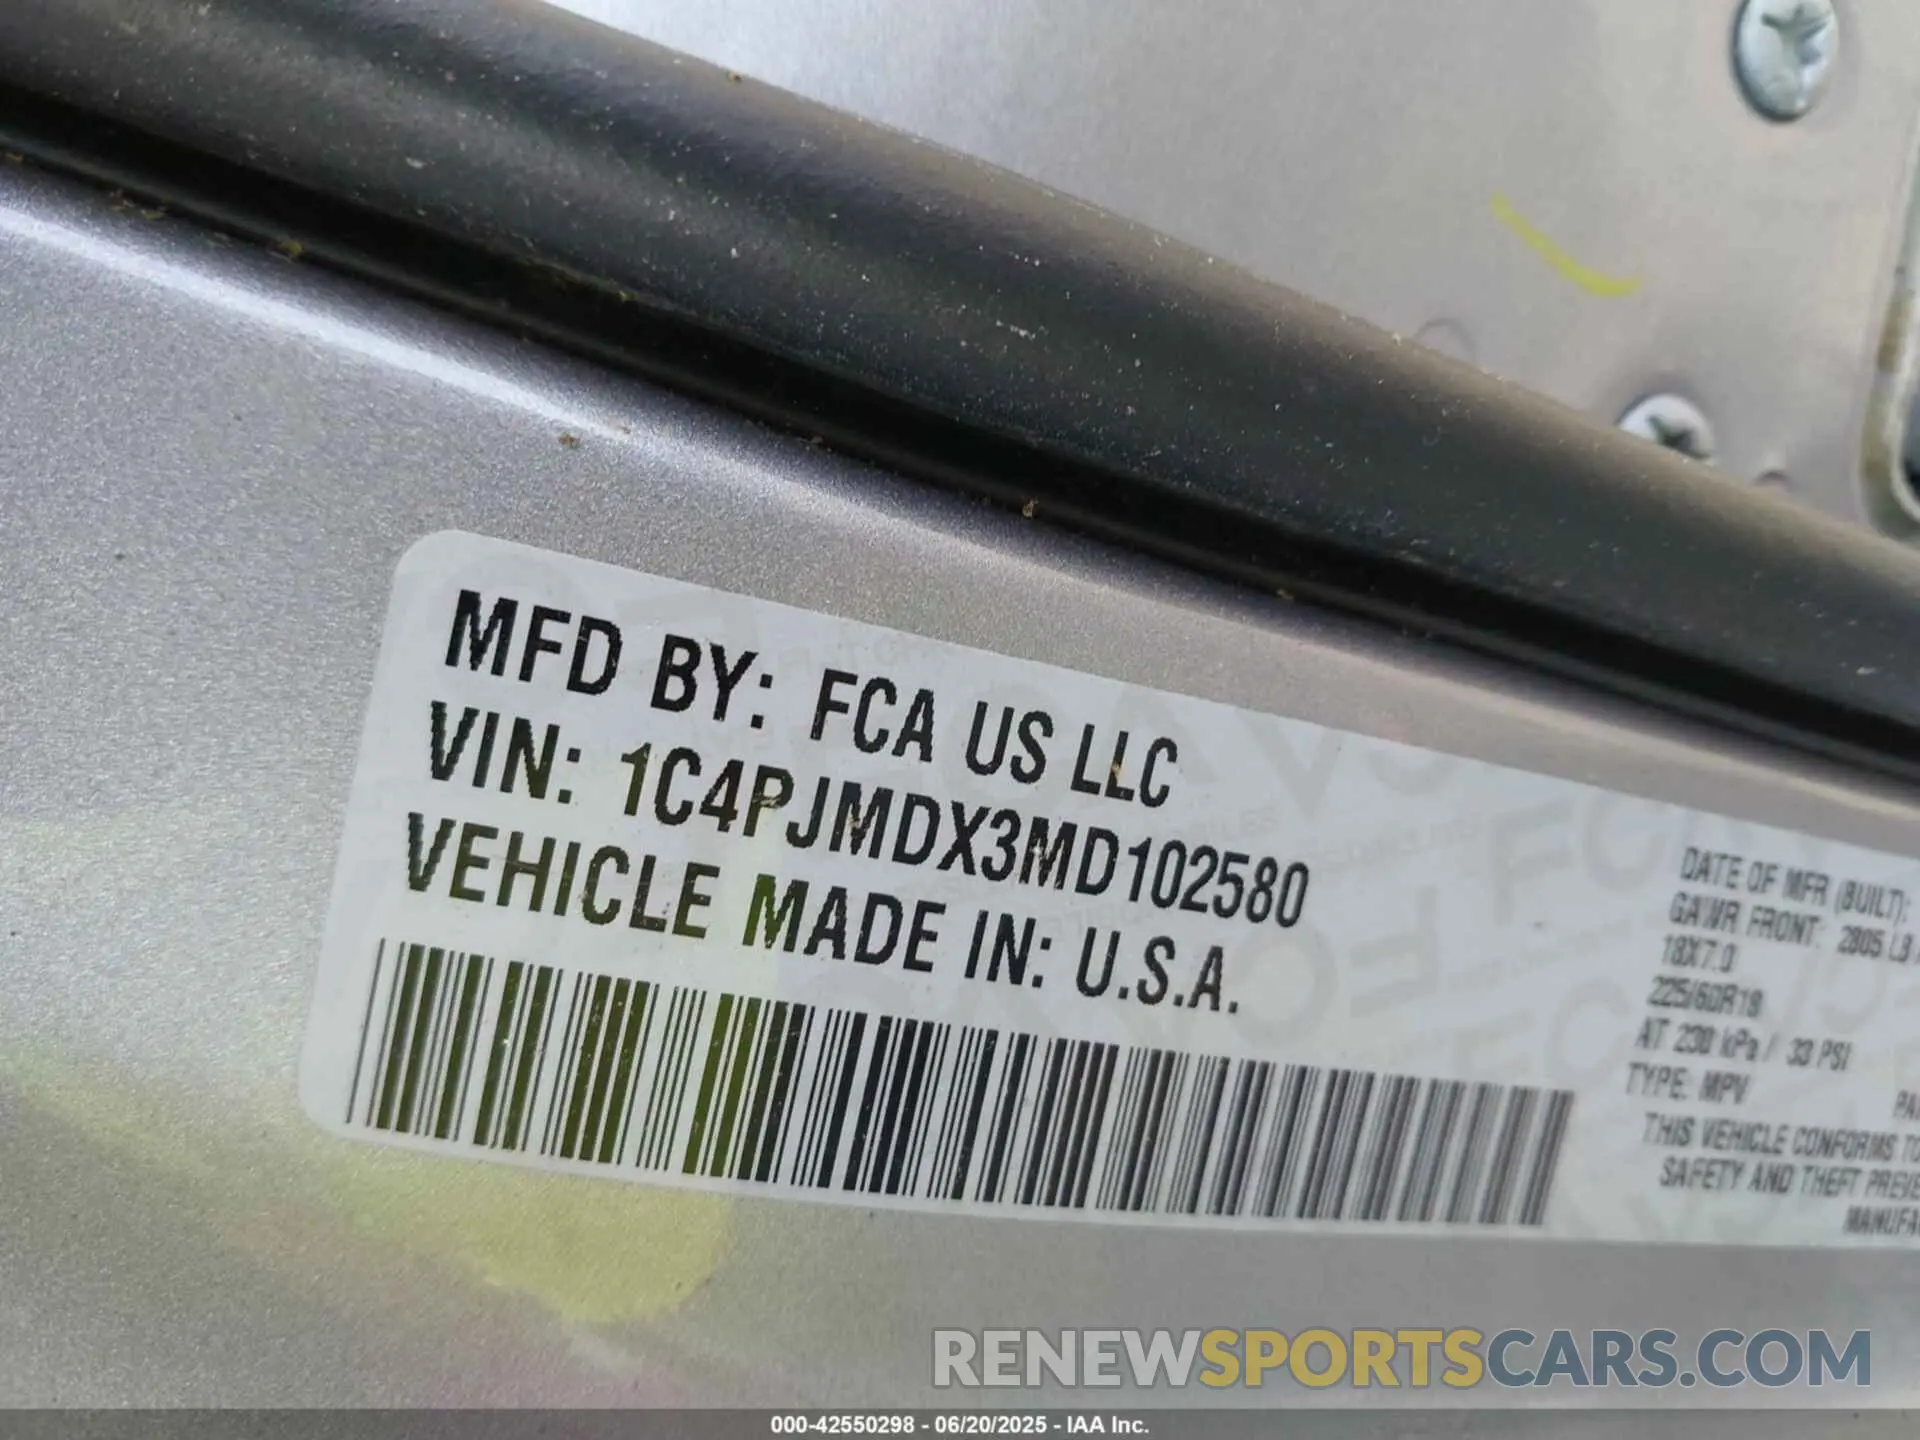 MFD BY: FCA US LLC
VIN: 1C4PJMDX3MD102580
VEHICLE MADE IN: U.S.A.
DATE OF MFR (BUILT):
GAWR FRONT: 2805 LB
18X7.0
225/60R18
AT 230 kPa / 33 PSI
TYPE: MPV
THIS VEHICLE CONFORMS TO
SAFETY AND THEFT
RENEWSPORTSCARS.COM
000-42550298 - 06/20/2025 - IAA Inc.